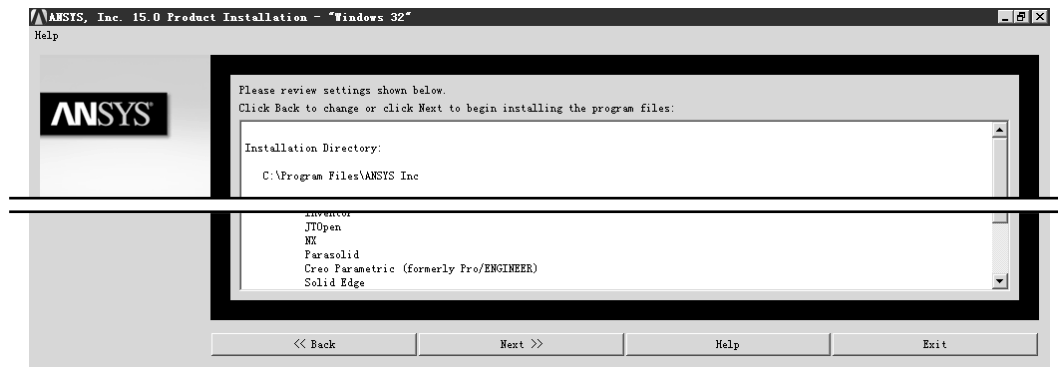 ANSYS, Inc. 15.0 Product Installation - "Windows 32"
Help
ANSYS
Please review settings shown below.
Click Back to change or click Next to begin installing the program files:
Installation Directory:
C:\Program Files\ANSYS Inc
Inventor
JTOpen
NX
Parasolid
Creo Parametric (formerly Pro/ENGINEER)
Solid Edge
<< Back Next >> Help Exit